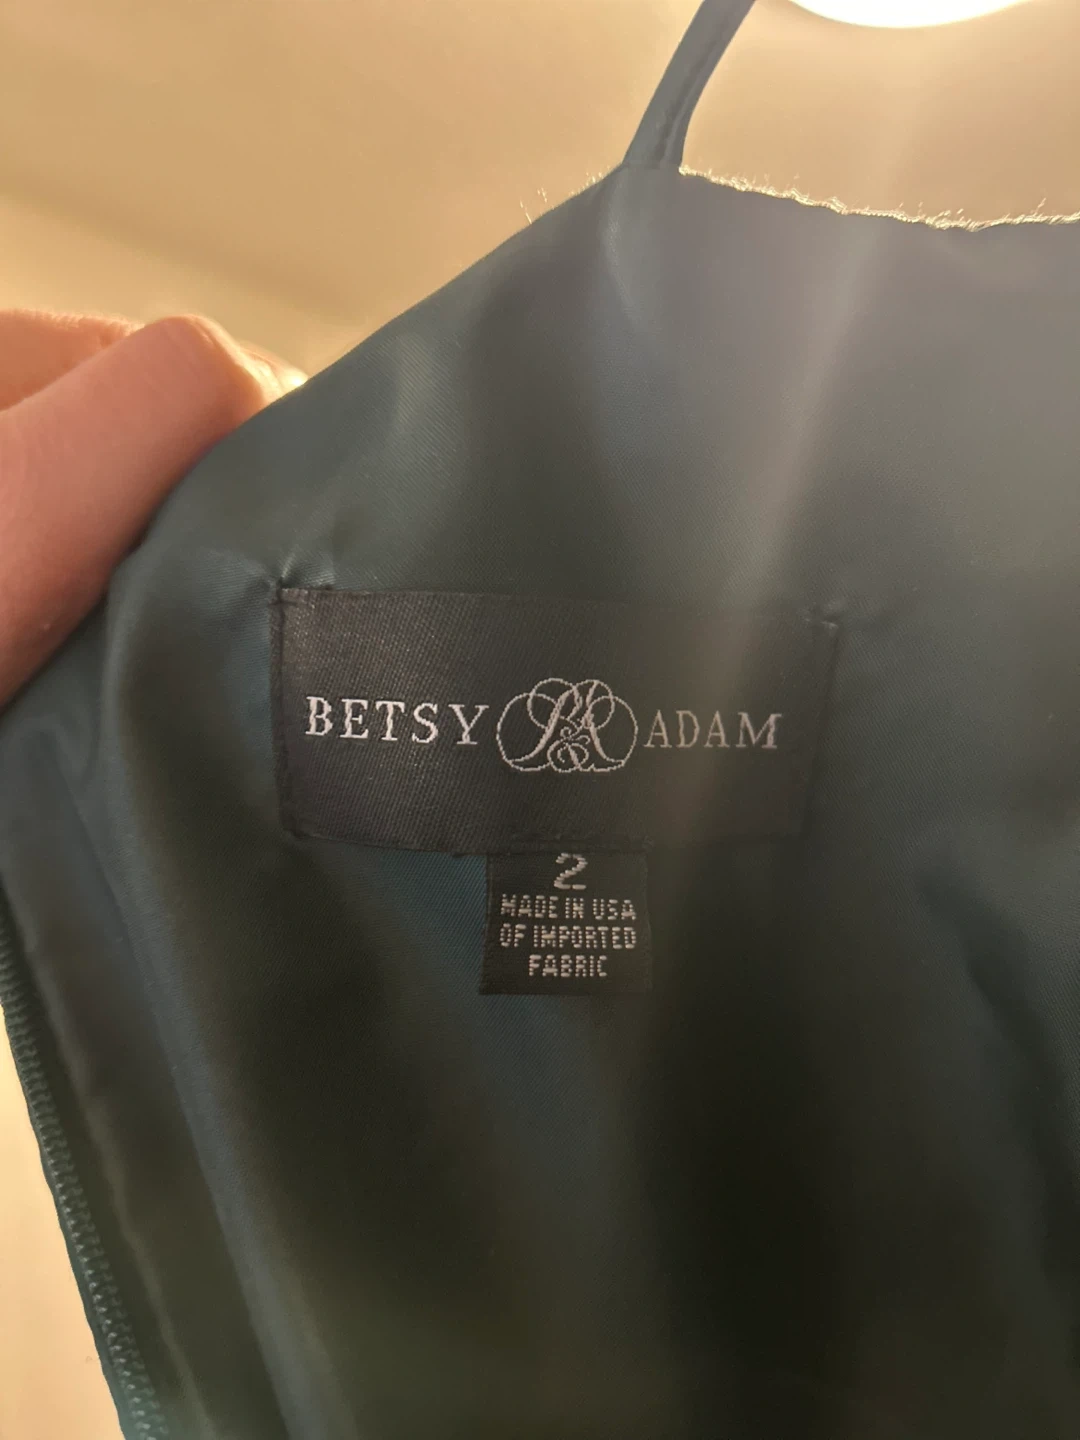 BETSY B&A ADAM
2
MADE IN USA
OF IMPORTED
FABRIC